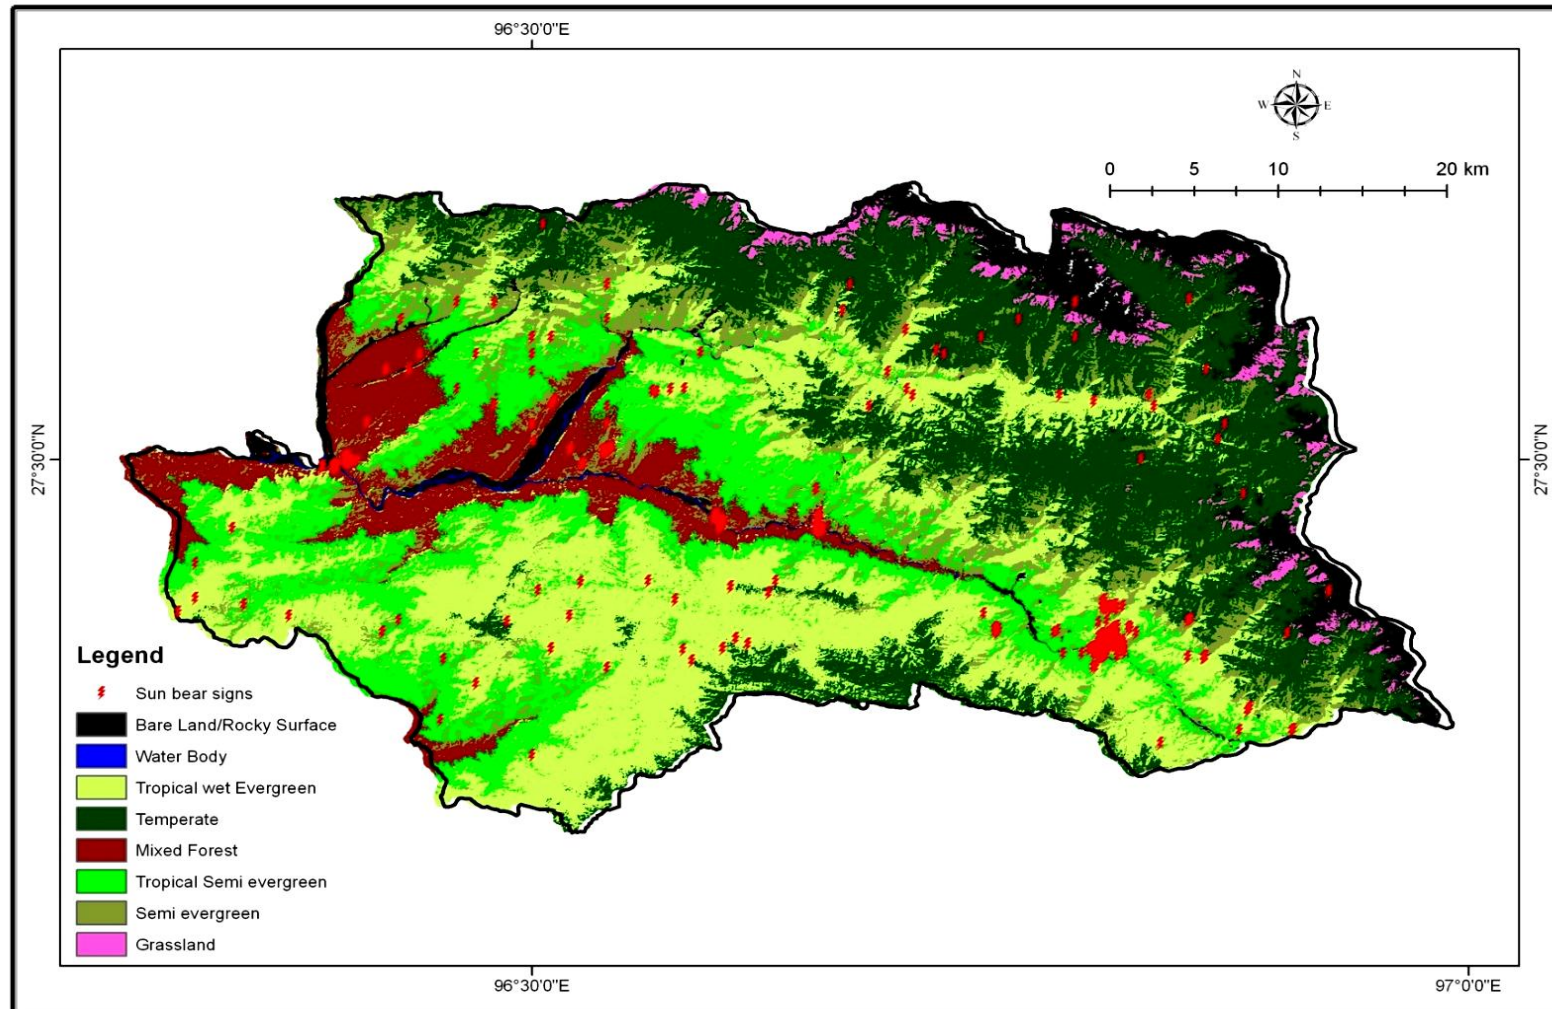 96°30'0"E
N
W E
S
0 5 10 20 km
27°30'0"N
27°30'0"N
Legend
Sun bear signs
Bare Land/Rocky Surface
Water Body
Tropical wet Evergreen
Temperate
Mixed Forest
Tropical Semi evergreen
Semi evergreen
Grassland
96°30'0"E
97°0'0"E